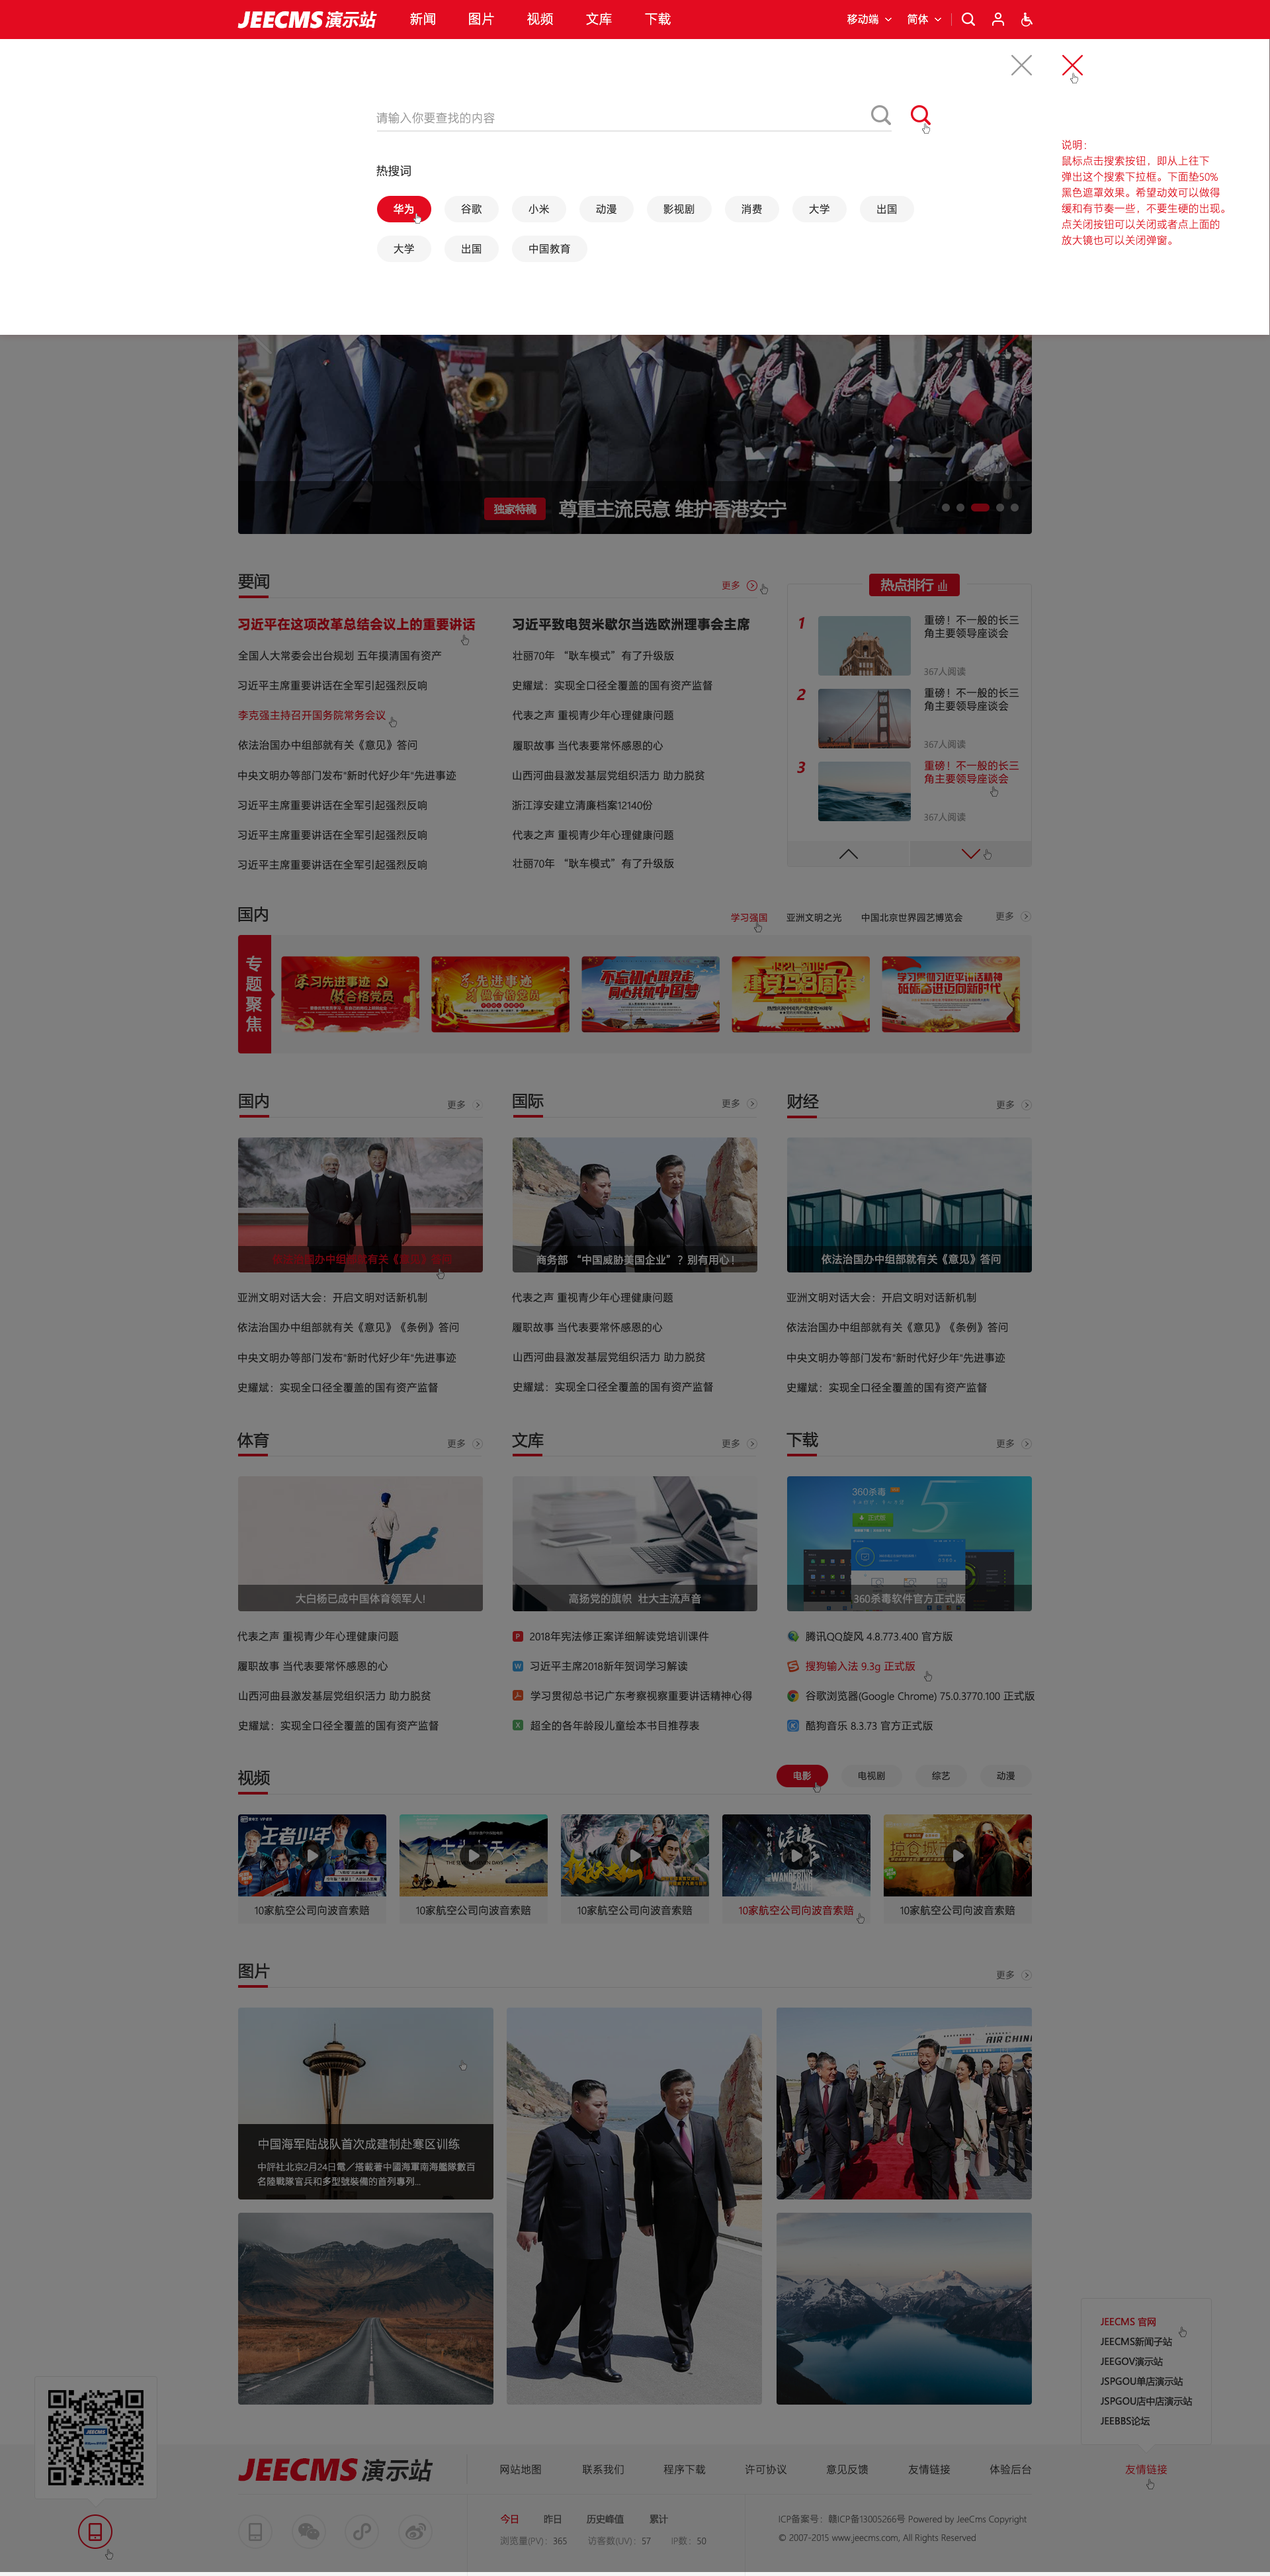 JEECMS演示站
新闻
图片
视频
文库
下载
移动端
简体
请输入你要查找的内容
热搜词
华为
谷歌
小米
动漫
影视剧
消费
大学
出国
大学
出国
中国教育
说明：
鼠标点击搜索按钮，即从上往下
弹出这个搜索下拉框。下面垫50%
黑色遮罩效果。希望动效可以做得
缓和有节奏一些，不要生硬的出现。
点关闭按钮可以关闭或者点上面的
放大镜也可以关闭弹窗。
独家特稿
尊重主流民意 维护香港安宁
要闻
更多
习近平在这项改革总结会议上的重要讲话
全国人大常委会出台规划 五年摸清国有资产
习近平主席重要讲话在全军引起强烈反响
李克强主持召开国务院常务会议
依法治国办中组部就有关《意见》答问
中央文明办等部门发布"新时代好少年"先进事迹
习近平主席重要讲话在全军引起强烈反响
习近平主席重要讲话在全军引起强烈反响
习近平主席重要讲话在全军引起强烈反响
习近平致电贺米歇尔当选欧洲理事会主席
壮丽70年 “耿车模式”有了升级版
史耀斌：实现全口径全覆盖的国有资产监督
代表之声 重视青少年心理健康问题
履职故事 当代表要常怀感恩的心
山西河曲县激发基层党组织活力 助力脱贫
浙江淳安建立清廉档案12140份
代表之声 重视青少年心理健康问题
壮丽70年 “耿车模式”有了升级版
热点排行
1
重磅！不一般的长三
角主要领导座谈会
367人阅读
2
重磅！不一般的长三
角主要领导座谈会
367人阅读
3
重磅！不一般的长三
角主要领导座谈会
367人阅读
国内
学习强国
亚洲文明之光
中国北京世界园艺博览会
更多
专题聚焦
学习先进事迹
做合格党员
学先进事迹
做合格党员
不忘初心跟党走
同心共筑中国梦
建党98周年
学习贯彻习近平讲话精神
砥砺奋进迈向新时代
国内
更多
依法治国办中组部就有关《意见》答问
亚洲文明对话大会：开启文明对话新机制
依法治国办中组部就有关《意见》《条例》答问
中央文明办等部门发布"新时代好少年"先进事迹
史耀斌：实现全口径全覆盖的国有资产监督
国际
更多
商务部 “中国威胁美国企业”？别有用心！
代表之声 重视青少年心理健康问题
履职故事 当代表要常怀感恩的心
山西河曲县激发基层党组织活力 助力脱贫
史耀斌：实现全口径全覆盖的国有资产监督
财经
更多
依法治国办中组部就有关《意见》答问
亚洲文明对话大会：开启文明对话新机制
依法治国办中组部就有关《意见》《条例》答问
中央文明办等部门发布"新时代好少年"先进事迹
史耀斌：实现全口径全覆盖的国有资产监督
体育
更多
大白杨已成中国体育领军人!
代表之声 重视青少年心理健康问题
履职故事 当代表要常怀感恩的心
山西河曲县激发基层党组织活力 助力脱贫
史耀斌：实现全口径全覆盖的国有资产监督
文库
更多
高扬党的旗帜 壮大主流声音
2018年宪法修正案详细解读党培训课件
习近平主席2018新年贺词学习解读
学习贯彻总书记广东考察视察重要讲话精神心得
超全的各年龄段儿童绘本书目推荐表
下载
更多
360杀毒
正式版
360杀毒软件官方正式版
腾讯QQ旋风 4.8.773.400 官方版
搜狗输入法 9.3g 正式版
谷歌浏览器(Google Chrome) 75.0.3770.100 正式版
酷狗音乐 8.3.73 官方正式版
视频
电影
电视剧
综艺
动漫
王者少年
流浪
WANDERING EARTH
10家航空公司向波音索赔
10家航空公司向波音索赔
10家航空公司向波音索赔
10家航空公司向波音索赔
10家航空公司向波音索赔
图片
更多
中国海军陆战队首次成建制赴寒区训练
中評社北京2月24日電／搭載著中國海軍南海艦隊數百
名陸戰隊官兵和多型號裝備的首列專列...
AIR CHINA
JEECMS 官网
JEECMS新闻子站
JEEGOV演示站
JSPGOU单店演示站
JSPGOU店中店演示站
JEEBBS论坛
JEECMS
JEECMS 演示站
网站地图
联系我们
程序下载
许可协议
意见反馈
友情链接
体验后台
友情链接
今日
昨日
历史峰值
累计
浏览量(PV)：365
访客数(UV)：57
IP数：50
ICP备案号：赣ICP备13005266号 Powered by JeeCms Copyright
© 2007-2015 www.jeecms.com, All Rights Reserved